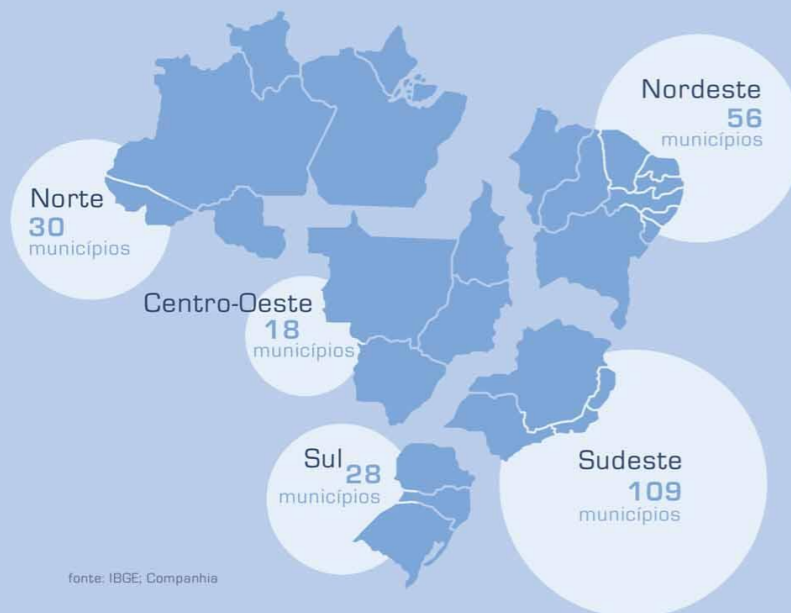 Nordeste
56
municípios
Norte
30
municípios
Centro-Oeste
18
municípios
Sul
28
municípios
Sudeste
109
municípios
fonte: IBGE; Companhia